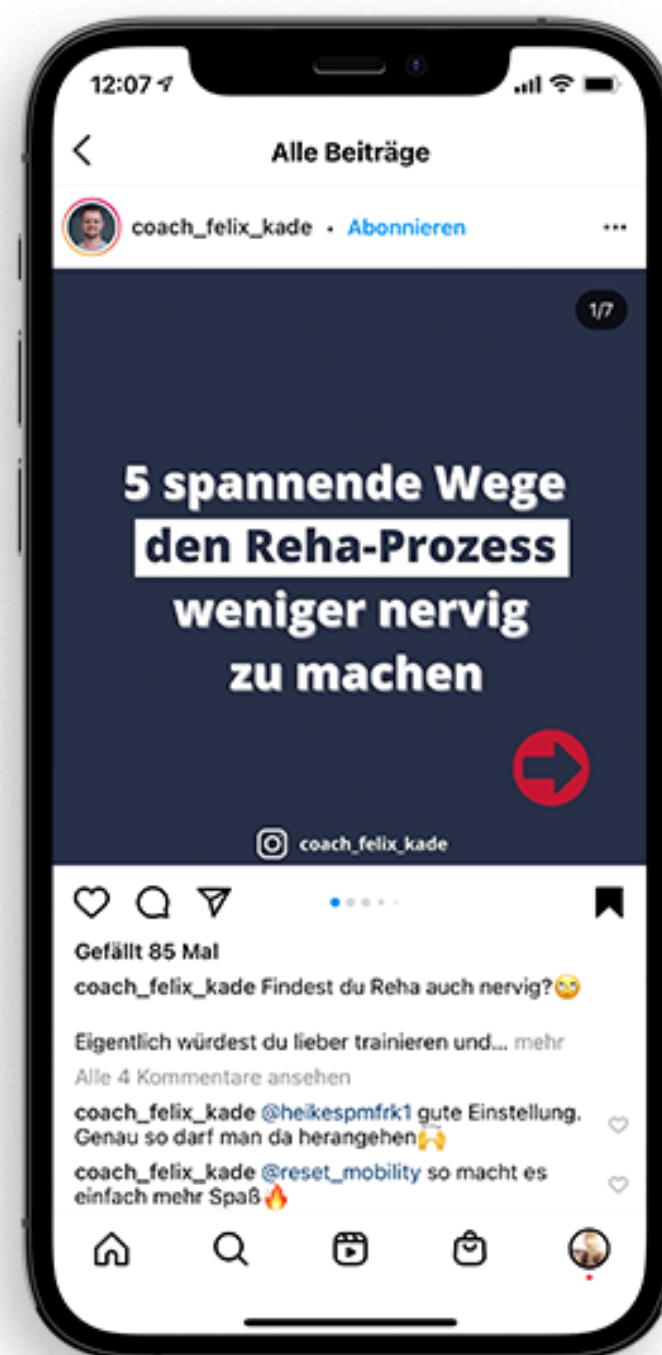 12:07
Alle Beiträge
coach_felix_kade • Abonnieren
1/7
5 spannende Wege
den Reha-Prozess
weniger nervig
zu machen
coach_felix_kade
Gefällt 85 Mal
coach_felix_kade Findest du Reha auch nervig?🙄
Eigentlich würdest du lieber trainieren und... mehr
Alle 4 Kommentare ansehen
coach_felix_kade @heikespmfrk1 gute Einstellung.
Genau so darf man da herangehen🙌
coach_felix_kade @reset_mobility so macht es
einfach mehr Spaß🔥